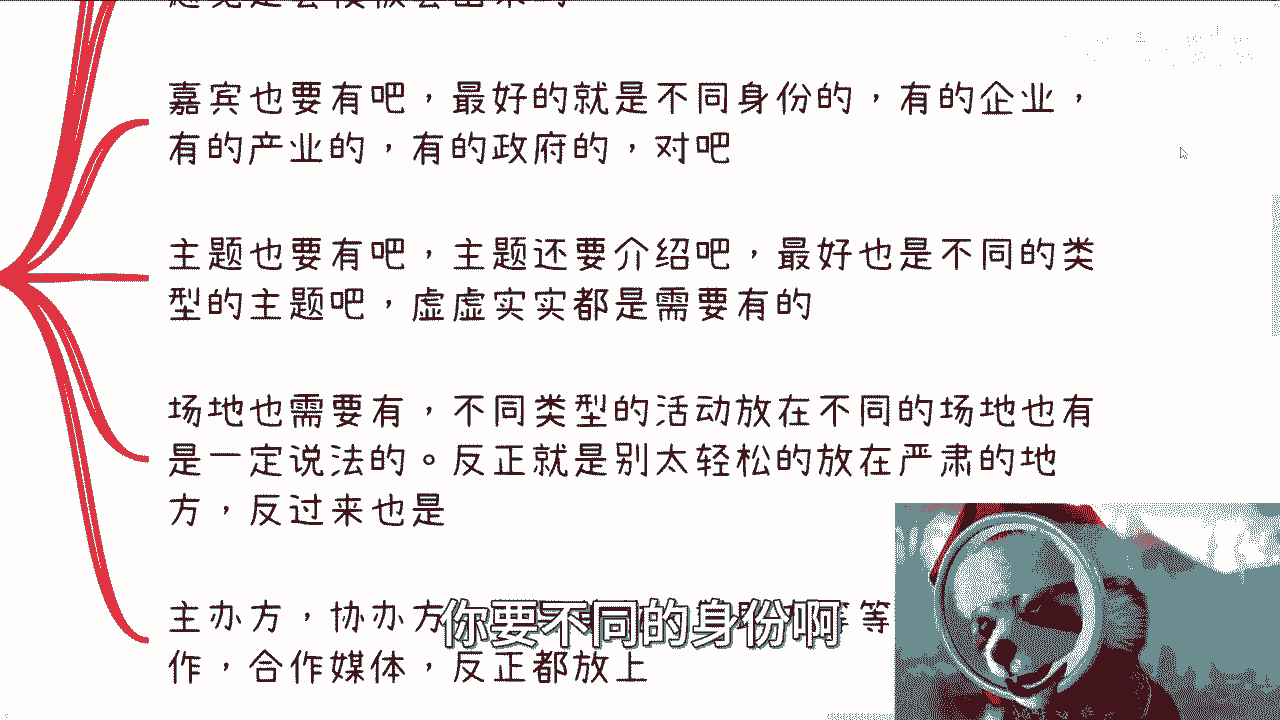 嘉宾也要有吧，最好的就是不同身份的，有的企业，
有的产业的，有的政府的，对吧
主题也要有吧，主题还要介绍吧，最好也是不同的类
型的主题吧，虚虚实实都是需要有的
场地也需要有，不同类型的活动放在不同的场地也有
是一定说法的。反正就是别太轻松的放在严肃的地
方，反过来也是
主办方，协办方
等等
作，合作媒体，反正都放上
你要不同的身份啊